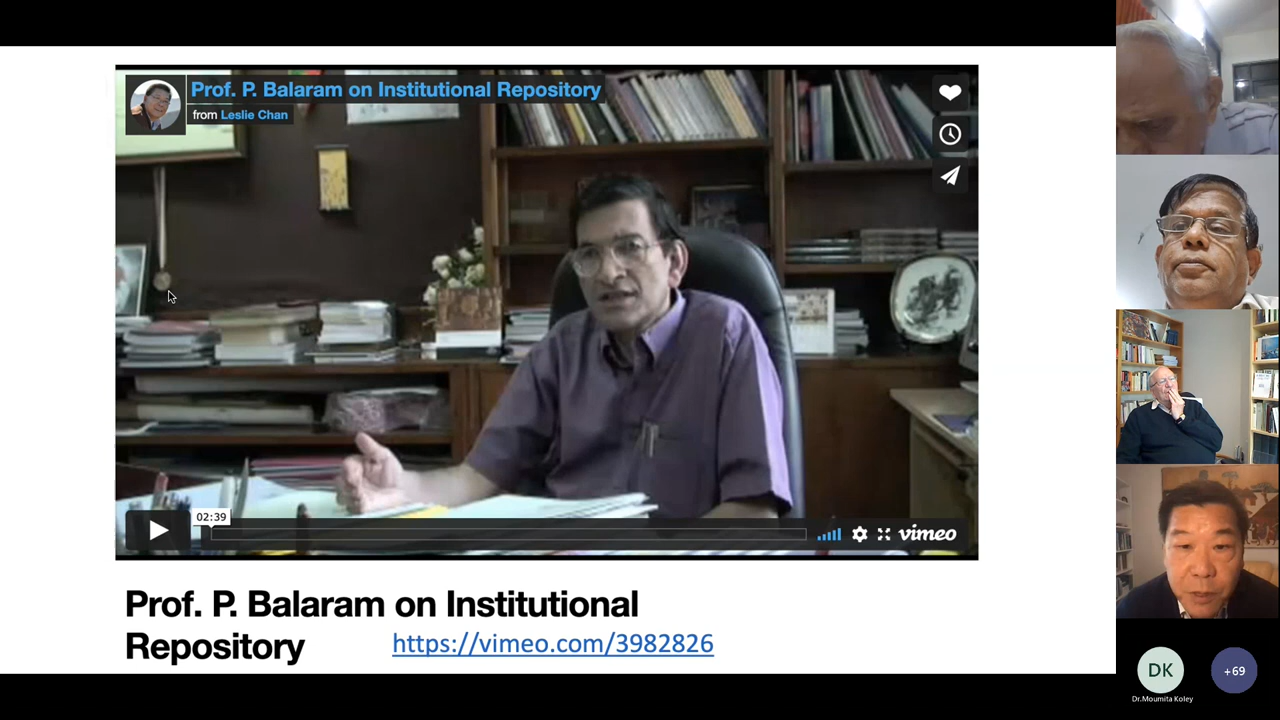 Prof. P. Balaram on Institutional Repository
from Leslie Chan
02:39
vimeo
Prof. P. Balaram on Institutional
Repository
https://vimeo.com/3982826
DK
+69
Dr.Moumita Koley